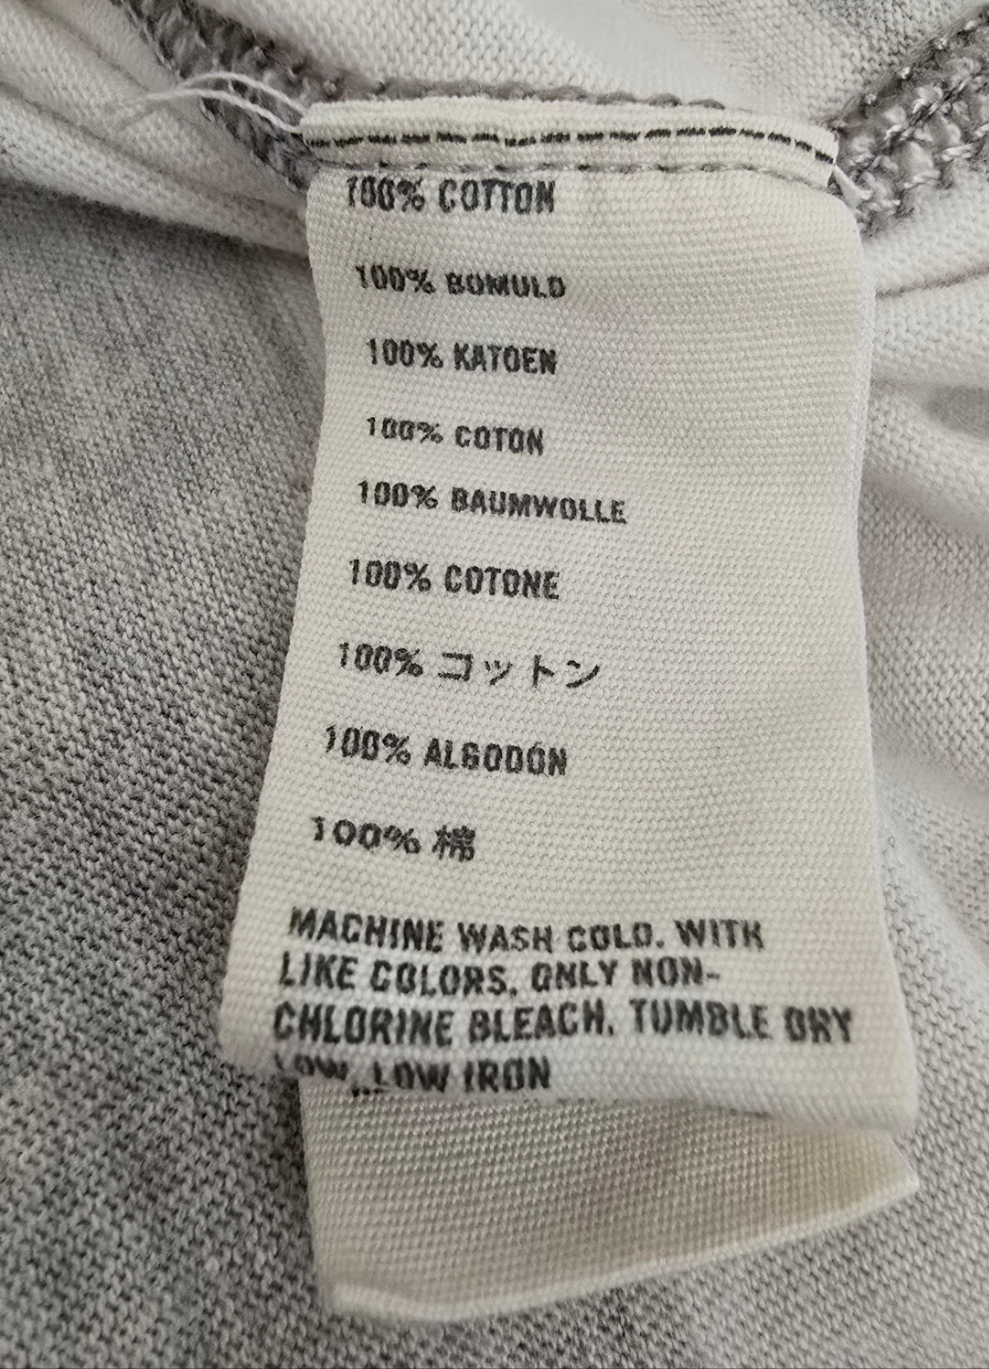 100% COTTON
100% BOMULD
100% KATOEN
100% COTON
100% BAUMWOLLE
100% COTONE
100% コットン
100% ALGODÓN
100% 棉
MACHINE WASH COLD. WITH
LIKE COLORS. ONLY NON-
CHLORINE BLEACH. TUMBLE DRY
LOW. LOW IRON